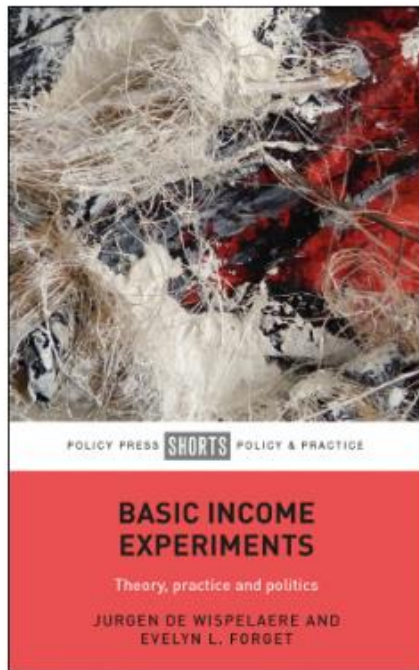 POLICY PRESS SHORTS POLICY & PRACTICE
BASIC INCOME
EXPERIMENTS
Theory, practice and politics
JURGEN DE WISPELAERE AND
EVELYN L. FORGET